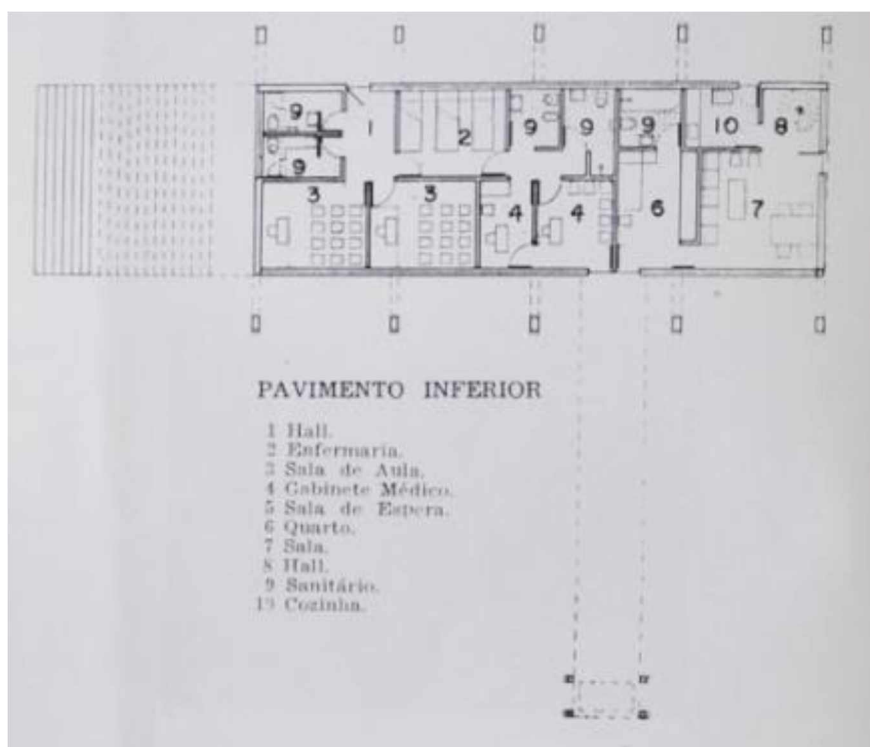 9 1 2 9 9 9 10 8
9
3 3 4 4 6 7
PAVIMENTO INFERIOR
1 Hall.
2 Enfermaria.
3 Sala de Aula.
4 Gabinete Médico.
5 Sala de Espera.
6 Quarto.
7 Sala.
8 Hall.
9 Sanitário.
10 Cozinha.